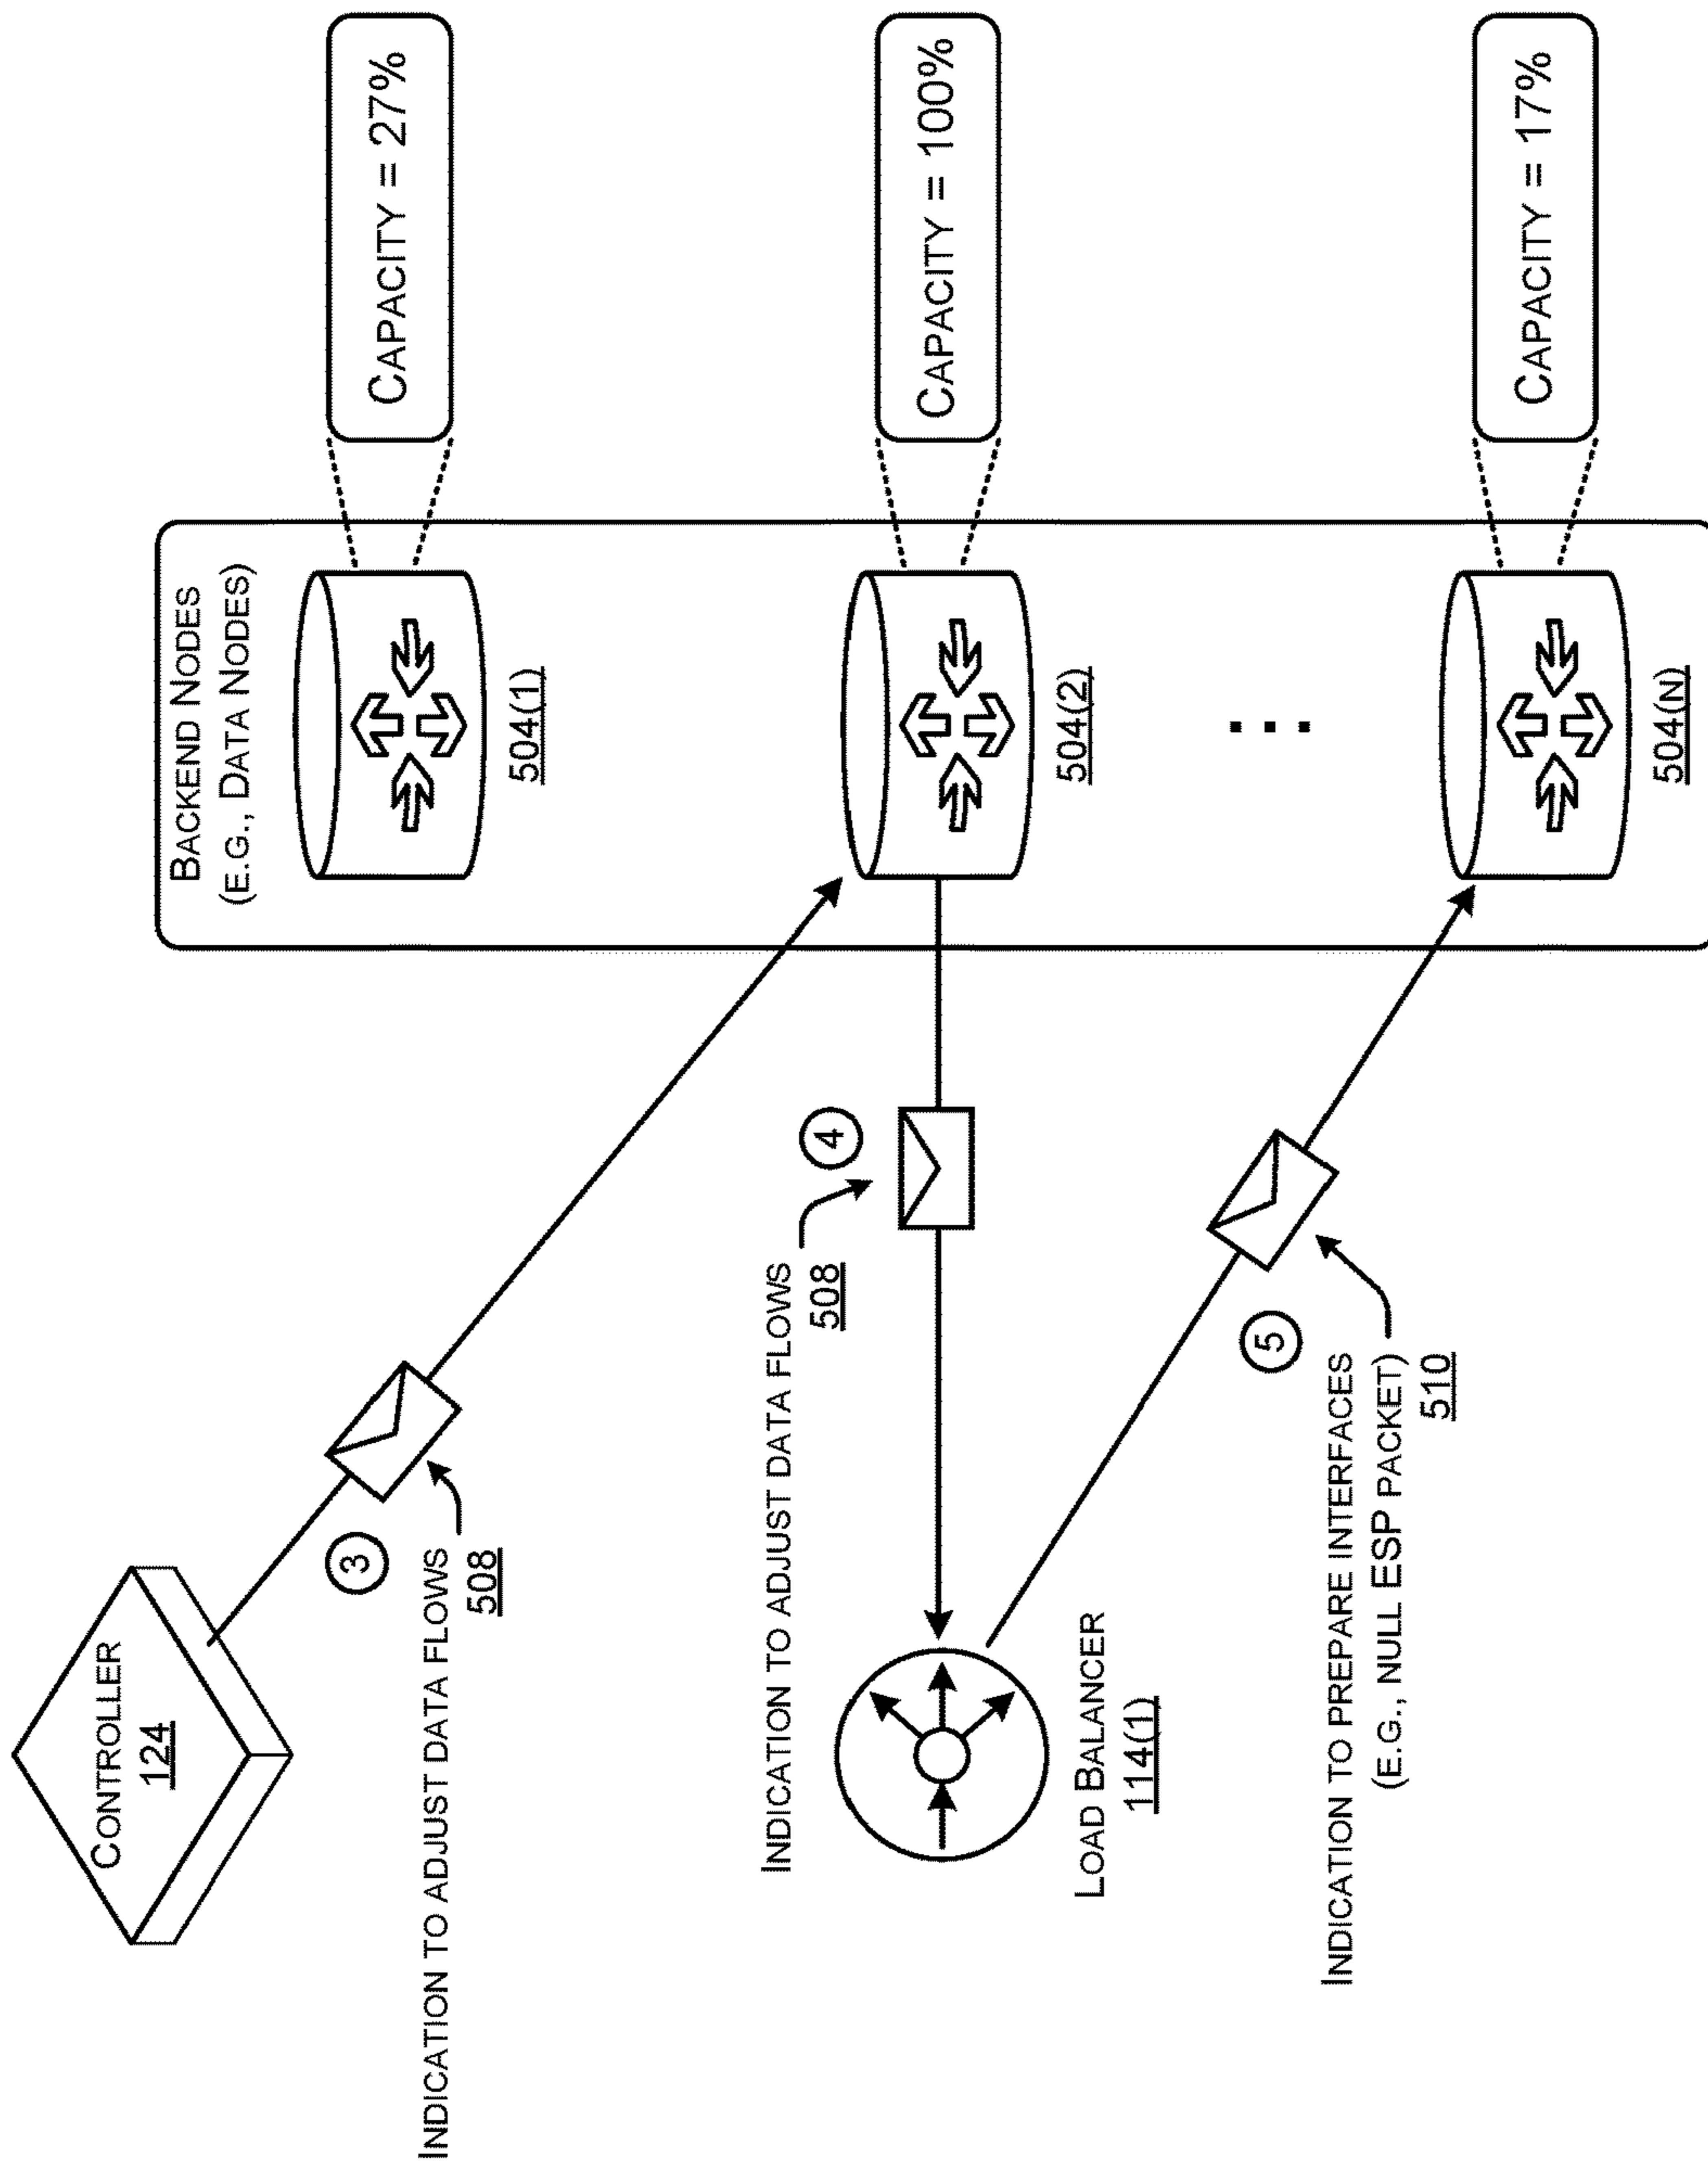 CONTROLLER
124
3
INDICATION TO ADJUST DATA FLOWS
508
BACKEND NODES
(E.G., DATA NODES)
504(1)
CAPACITY = 27%
INDICATION TO ADJUST DATA FLOWS
508
4
504(2)
CAPACITY = 100%
LOAD BALANCER
114(1)
5
INDICATION TO PREPARE INTERFACES
(E.G., NULL ESP PACKET)
510
504(N)
CAPACITY = 17%